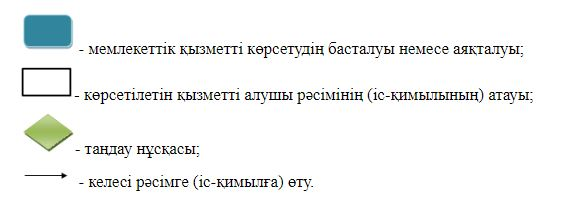 - мемлекеттік қызметті көрсетудің басталуы немесе аяқталуы;
- көрсетілетін қызметті алушы рәсімінің (іс-қимылының) атауы;
- таңдау нұсқасы;
- келесі рәсімге (іс-қимылға) өту.